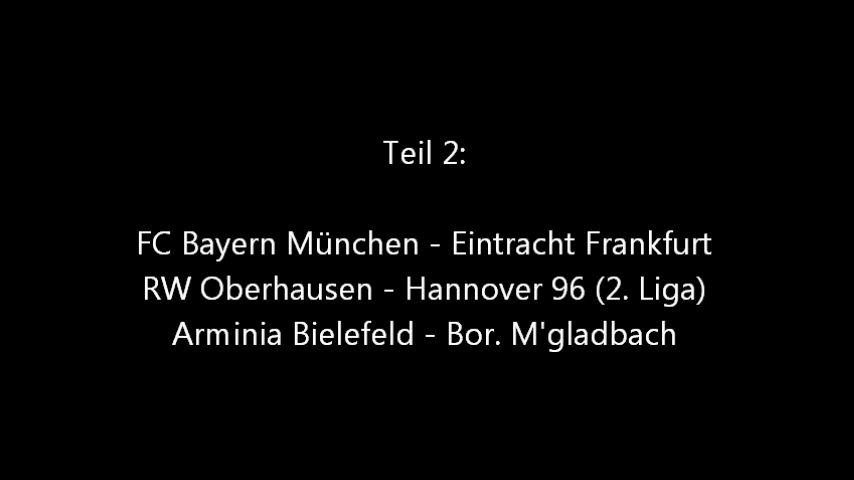 Teil 2:
FC Bayern München - Eintracht Frankfurt
RW Oberhausen - Hannover 96 (2. Liga)
Arminia Bielefeld - Bor. M'gladbach